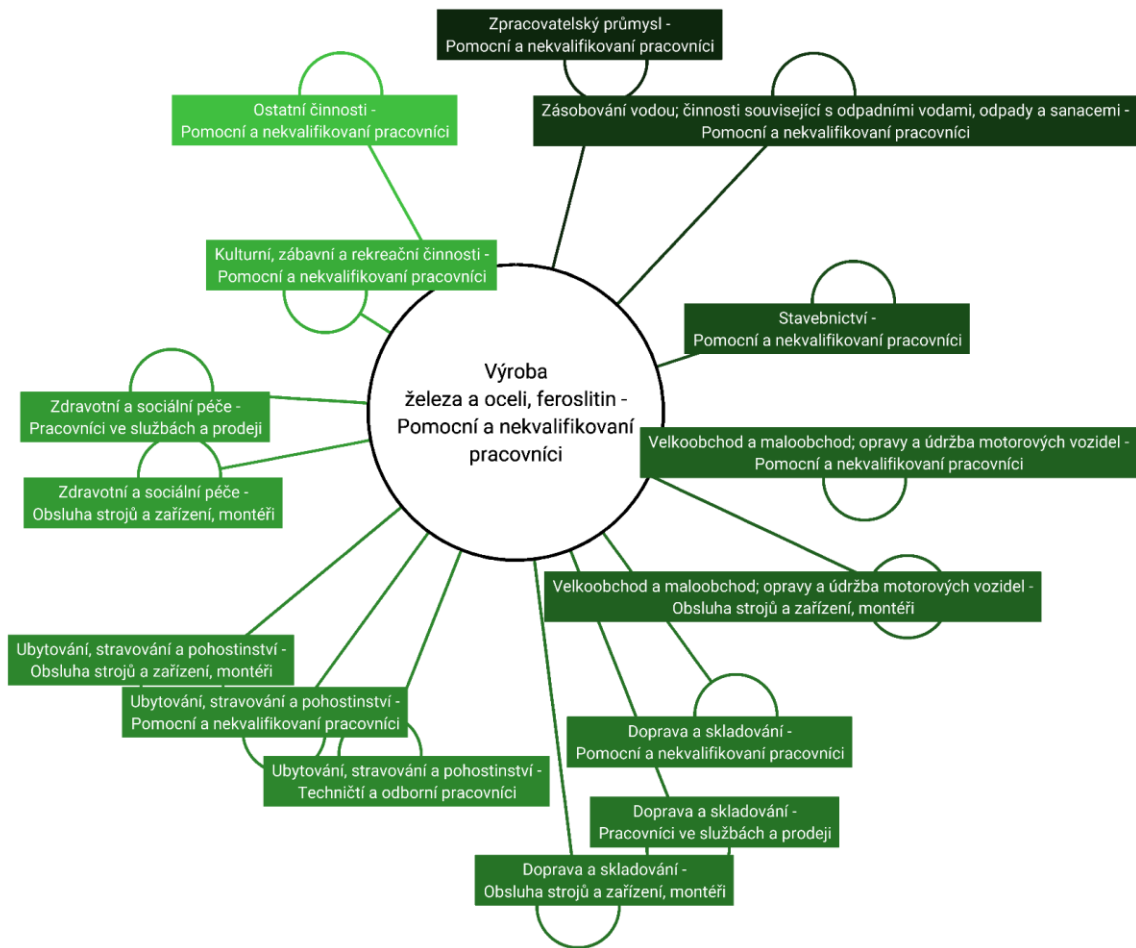 Zpracovatelský průmysl -
Pomocní a nekvalifikovaní pracovníci
Zásobování vodou; činnosti související s odpadními vodami, odpady a sanacemi -
Pomocní a nekvalifikovaní pracovníci
Ostatní činnosti -
Pomocní a nekvalifikovaní pracovníci
Kulturní, zábavní a rekreační činnosti -
Pomocní a nekvalifikovaní pracovníci
Stavebnictví -
Pomocní a nekvalifikovaní pracovníci
Výroba
železa a oceli, feroslitin -
Pomocní a nekvalifikovaní
pracovníci
Zdravotní a sociální péče -
Pracovníci ve službách a prodeji
Zdravotní a sociální péče -
Obsluha strojů a zařízení, montéři
Velkoobchod a maloobchod; opravy a údržba motorových vozidel -
Pomocní a nekvalifikovaní pracovníci
Velkoobchod a maloobchod; opravy a údržba motorových vozidel -
Obsluha strojů a zařízení, montéři
Ubytování, stravování a pohostinství -
Obsluha strojů a zařízení, montéři
Ubytování, stravování a pohostinství -
Pomocní a nekvalifikovaní pracovníci
Ubytování, stravování a pohostinství -
Techničtí a odborní pracovníci
Doprava a skladování -
Pomocní a nekvalifikovaní pracovníci
Doprava a skladování -
Pracovníci ve službách a prodeji
Doprava a skladování -
Obsluha strojů a zařízení, montéři